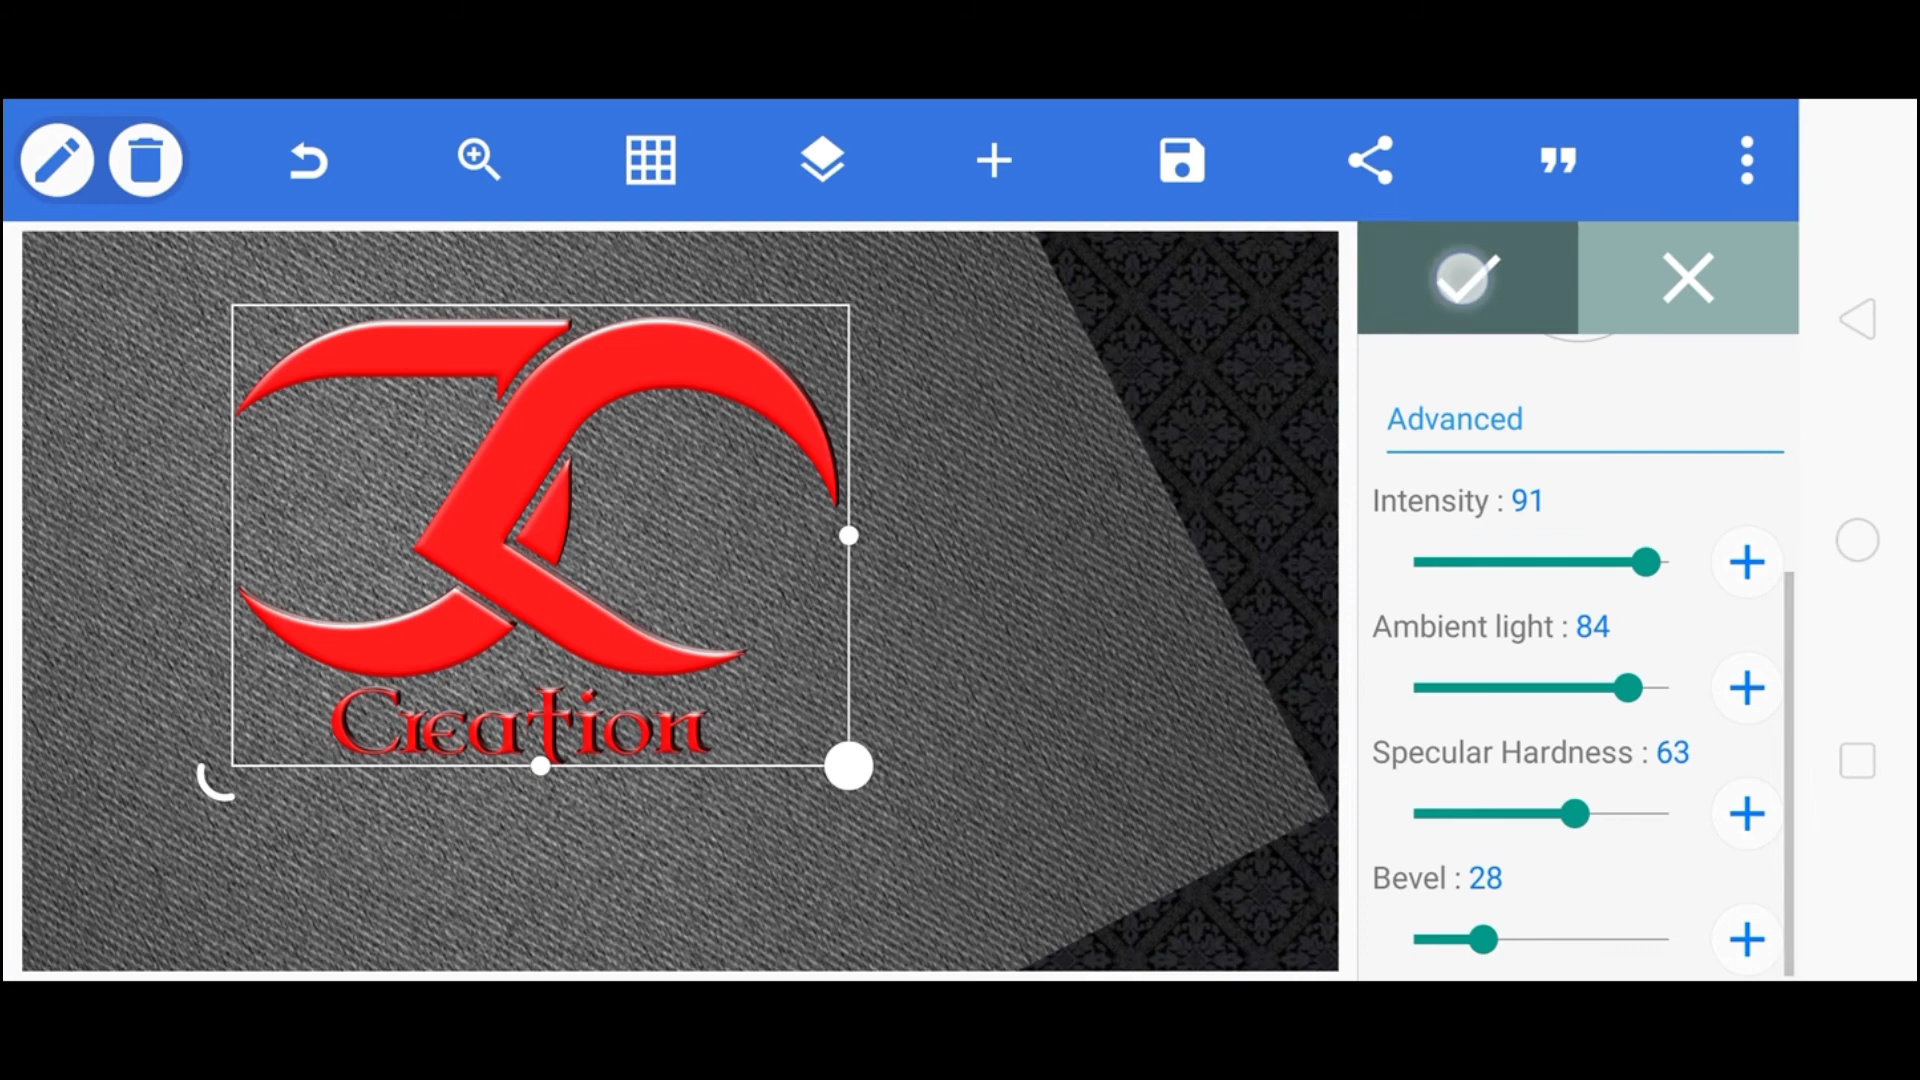 Advanced
Intensity : 91
Ambient light : 84
Specular Hardness : 63
Bevel : 28
Creation